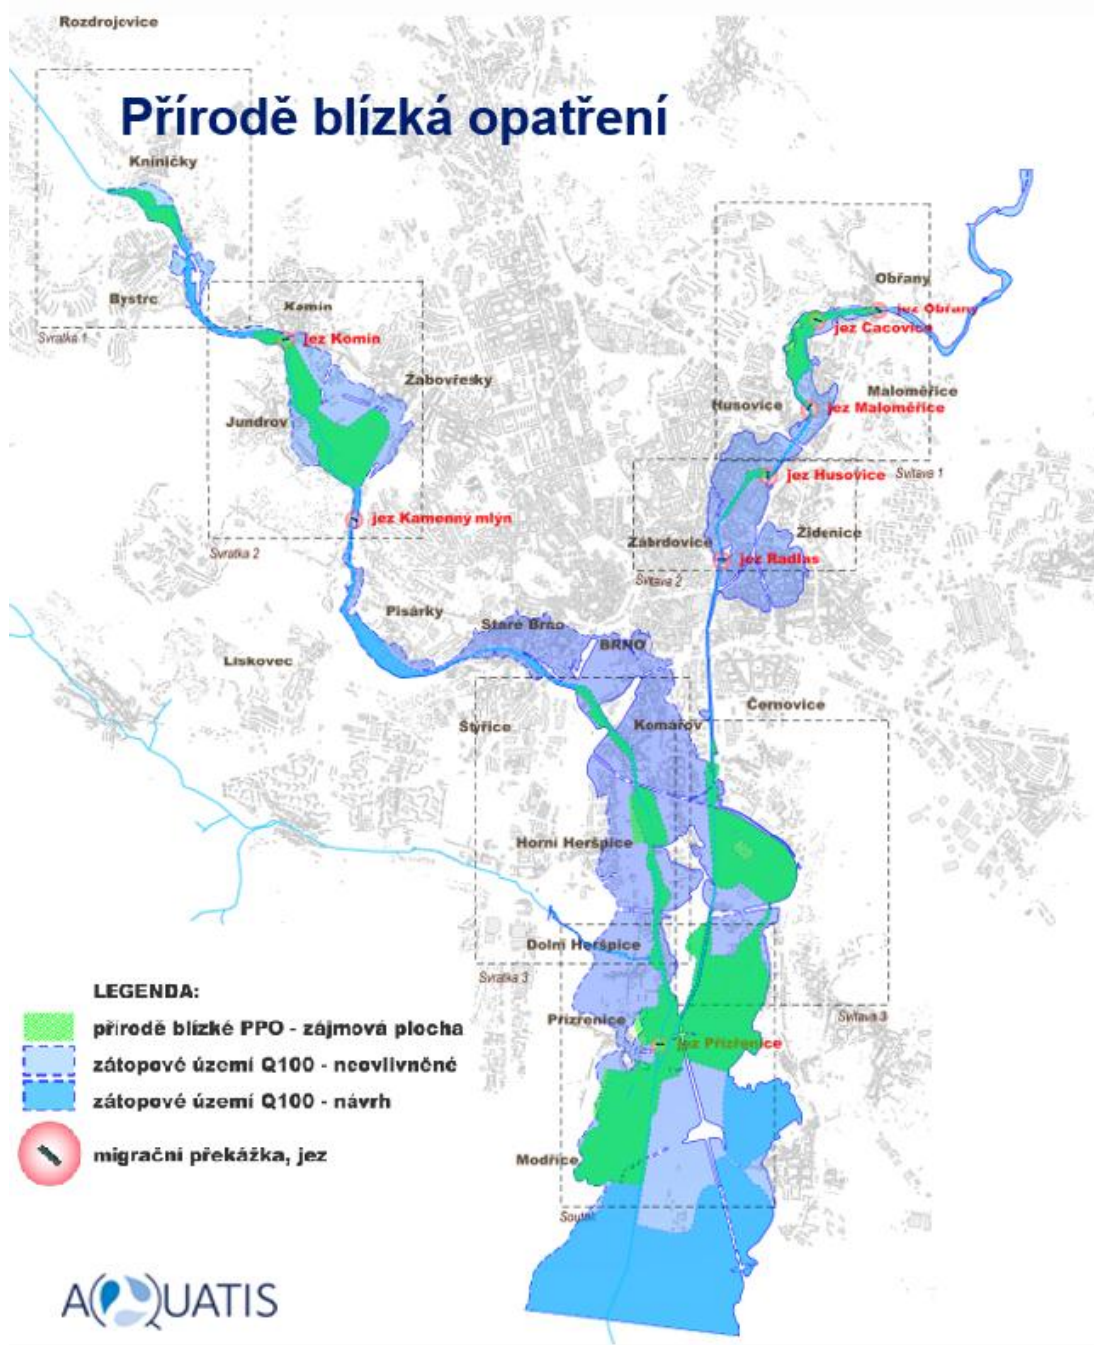 Rozdrojovice
Přírodě blízká opatření
Kníničky
Bystrc
Svratka 1
Komín
jez Komín
Žabovřesky
Jundrov
jez Kamenný mlýn
Svratka 2
Obřany
jez Obřany
jez Cacovice
Maloměřice
Husovice
jez Maloměřice
Svitava 1
jez Husovice
Židenice
Zábrdovice
jez Radlas
Svitava 2
Pisárky
Staré Brno
BRNO
Lískovec
Černovice
Štýřice
Komárov
Horní Heršpice
Dolní Heršpice
Svratka 3
Svitava 3
Přízřenice
jez Přízřenice
Modřice
Soutok
LEGENDA:
přírodě blízké PPO - zájmová plocha
zátopové území Q100 - neovlivněné
zátopové území Q100 - návrh
migrační překážka, jez
AQUATIS